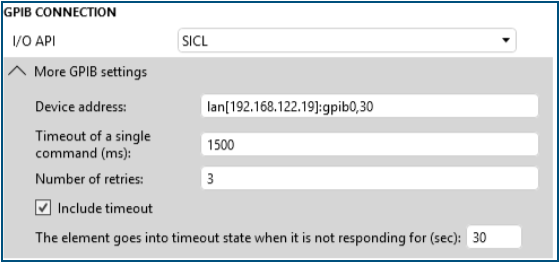 GPIB CONNECTION
I/O API SICL
More GPIB settings
Device address: lan[192.168.122.19]:gpib0,30
Timeout of a single
command (ms): 1500
Number of retries: 3
Include timeout
The element goes into timeout state when it is not responding for (sec): 30